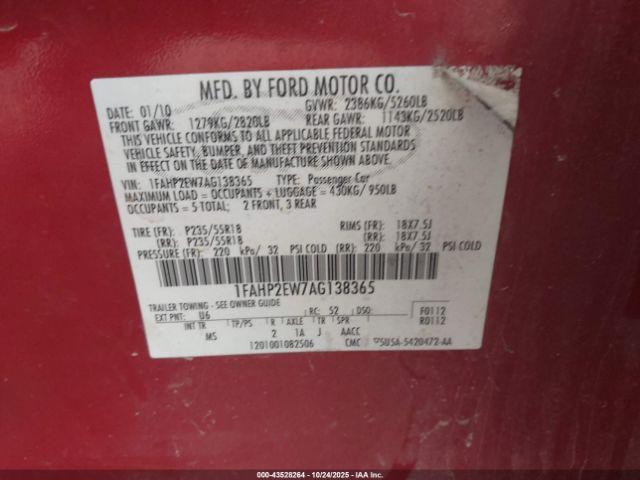 MFD. BY FORD MOTOR CO.
DATE: 01/10 GVWR: 2386KG/5260LB
FRONT GAWR: 1279KG/2820LB REAR GAWR: 1143KG/2520LB
THIS VEHICLE CONFORMS TO ALL APPLICABLE FEDERAL MOTOR
VEHICLE SAFETY, BUMPER, AND THEFT PREVENTION STANDARDS
IN EFFECT ON THE DATE OF MANUFACTURE SHOWN ABOVE.
VIN: 1FAHP2EW7AG138365 TYPE: Passenger Car
MAXIMUM LOAD = OCCUPANTS + LUGGAGE = 430KG/ 950LB
OCCUPANTS = 5 TOTAL; 2 FRONT, 3 REAR
TIRE (FR): P235/55R18 RIMS (FR): 18X7.5J
(RR): P235/55R18 (RR): 18X7.5J
PRESSURE (FR): 220 kPa/ 32 PSI COLD (RR): 220 kPa/ 32 PSI COLD
1FAHP2EW7AG138365
TRAILER TOWING - SEE OWNER GUIDE
EXT PNT: U6 RC: 52 DSO: F0112
R0112
INT TR TP/PS R AXLE TR SPR
MS 2 1A J AACC
1201001082506 CMC 5U5A-5420472-AA
000-43528264 - 10/24/2025 - IAA Corp.